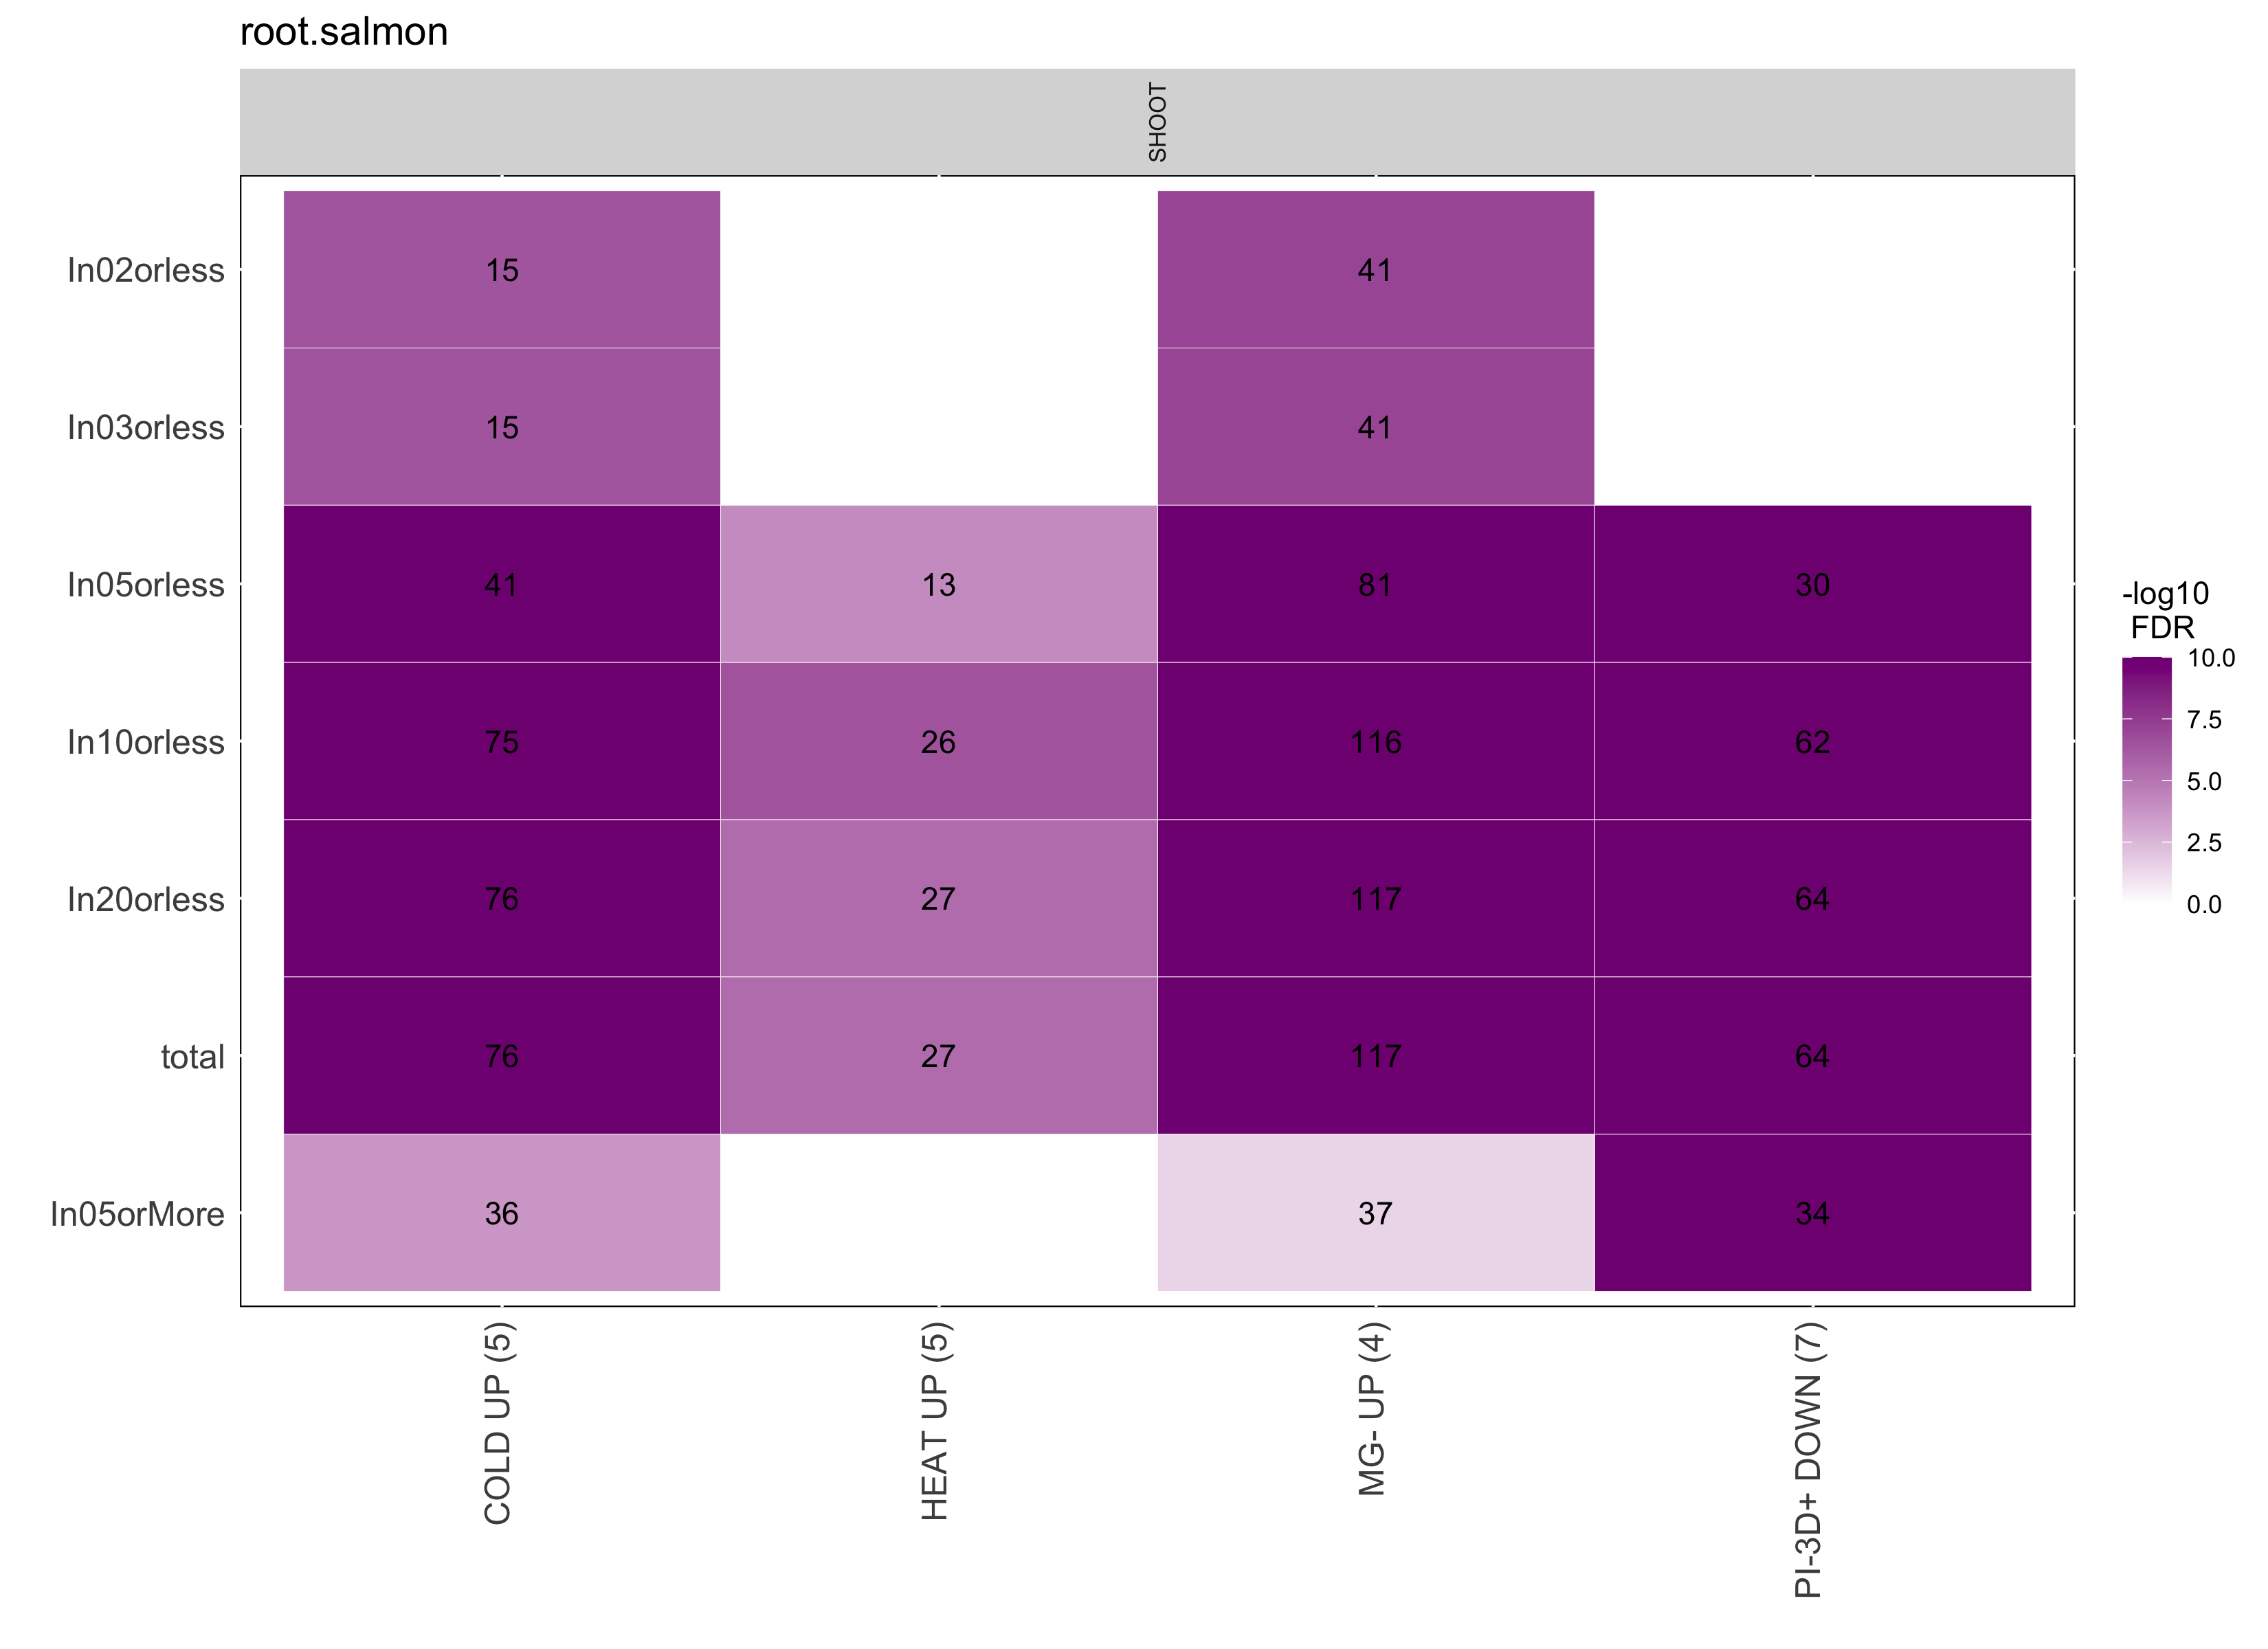 root.salmon
SHOOT
In02orless 15 41
In03orless 15 41
In05orless 41 13 81 30
In10orless 75 26 116 62
In20orless 76 27 117 64
total 76 27 117 64
In05orMore 36 37 34
COLD UP (5)
HEAT UP (5)
MG- UP (4)
PI-3D+ DOWN (7)
-log10
FDR
10.0
7.5
5.0
2.5
0.0